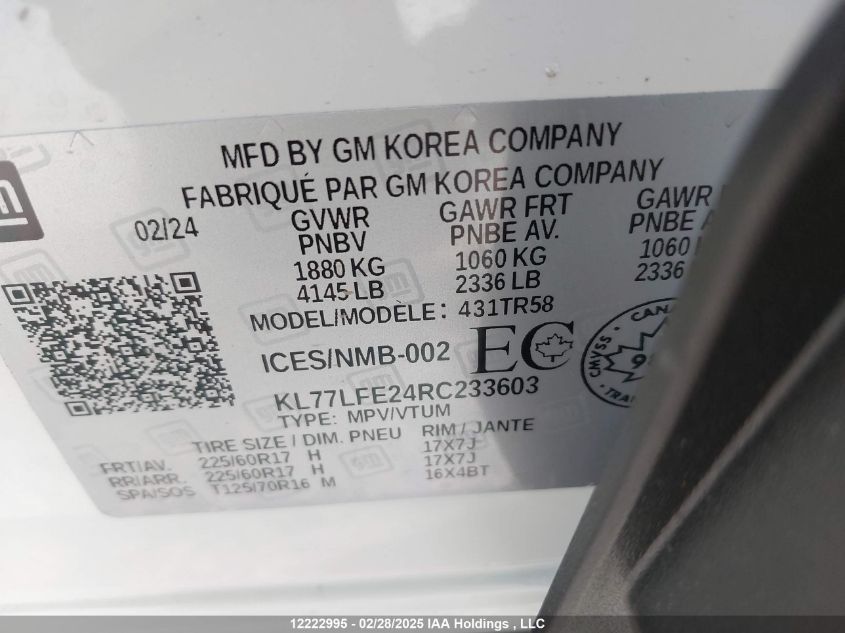 MFD BY GM KOREA COMPANY
FABRIQUÉ PAR GM KOREA COMPANY
02/24
GVWR
PNBV
1880 KG
4145 LB
GAWR FRT
PNBE AV.
1060 KG
2336 LB
GAWR
PNBE
1060
2336
MODEL/MODÈLE: 431TR58
ICES/NMB-002 EC
KL77LFE24RC233603
TYPE: MPV/VTUM
TIRE SIZE / DIM. PNEU RIM / JANTE
FRT/AV. 225/60R17 H 17X7J
RR/ARR. 225/60R17 H 17X7J
SPA/SOS T125/70R16 M 16X4BT
CMVSS
12222995 - 02/28/2025 IAA Holdings , LLC